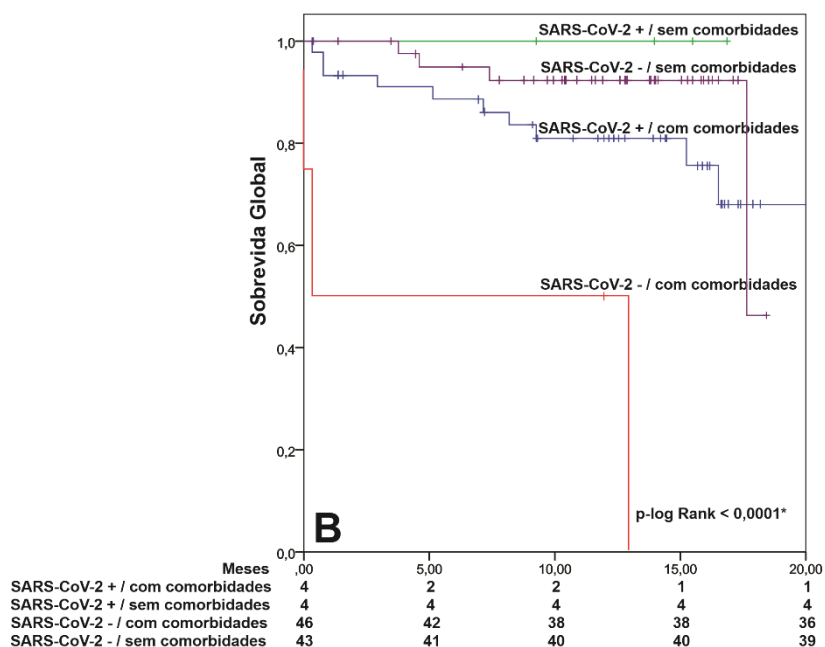 SARS-CoV-2 + / sem comorbidades
1,0
SARS-CoV-2 - / sem comorbidades
0,8
SARS-CoV-2 + / com comorbidades
Sobrevida Global
0,6
SARS-CoV-2 - / com comorbidades
0,4
0,2
B
p-log Rank < 0,0001*
0,0
Meses ,00 5,00 10,00 15,00 20,00
SARS-CoV-2 + / com comorbidades 4 2 2 1 1
SARS-CoV-2 + / sem comorbidades 4 4 4 4 4
SARS-CoV-2 - / com comorbidades 46 42 38 38 36
SARS-CoV-2 - / sem comorbidades 43 41 40 40 39